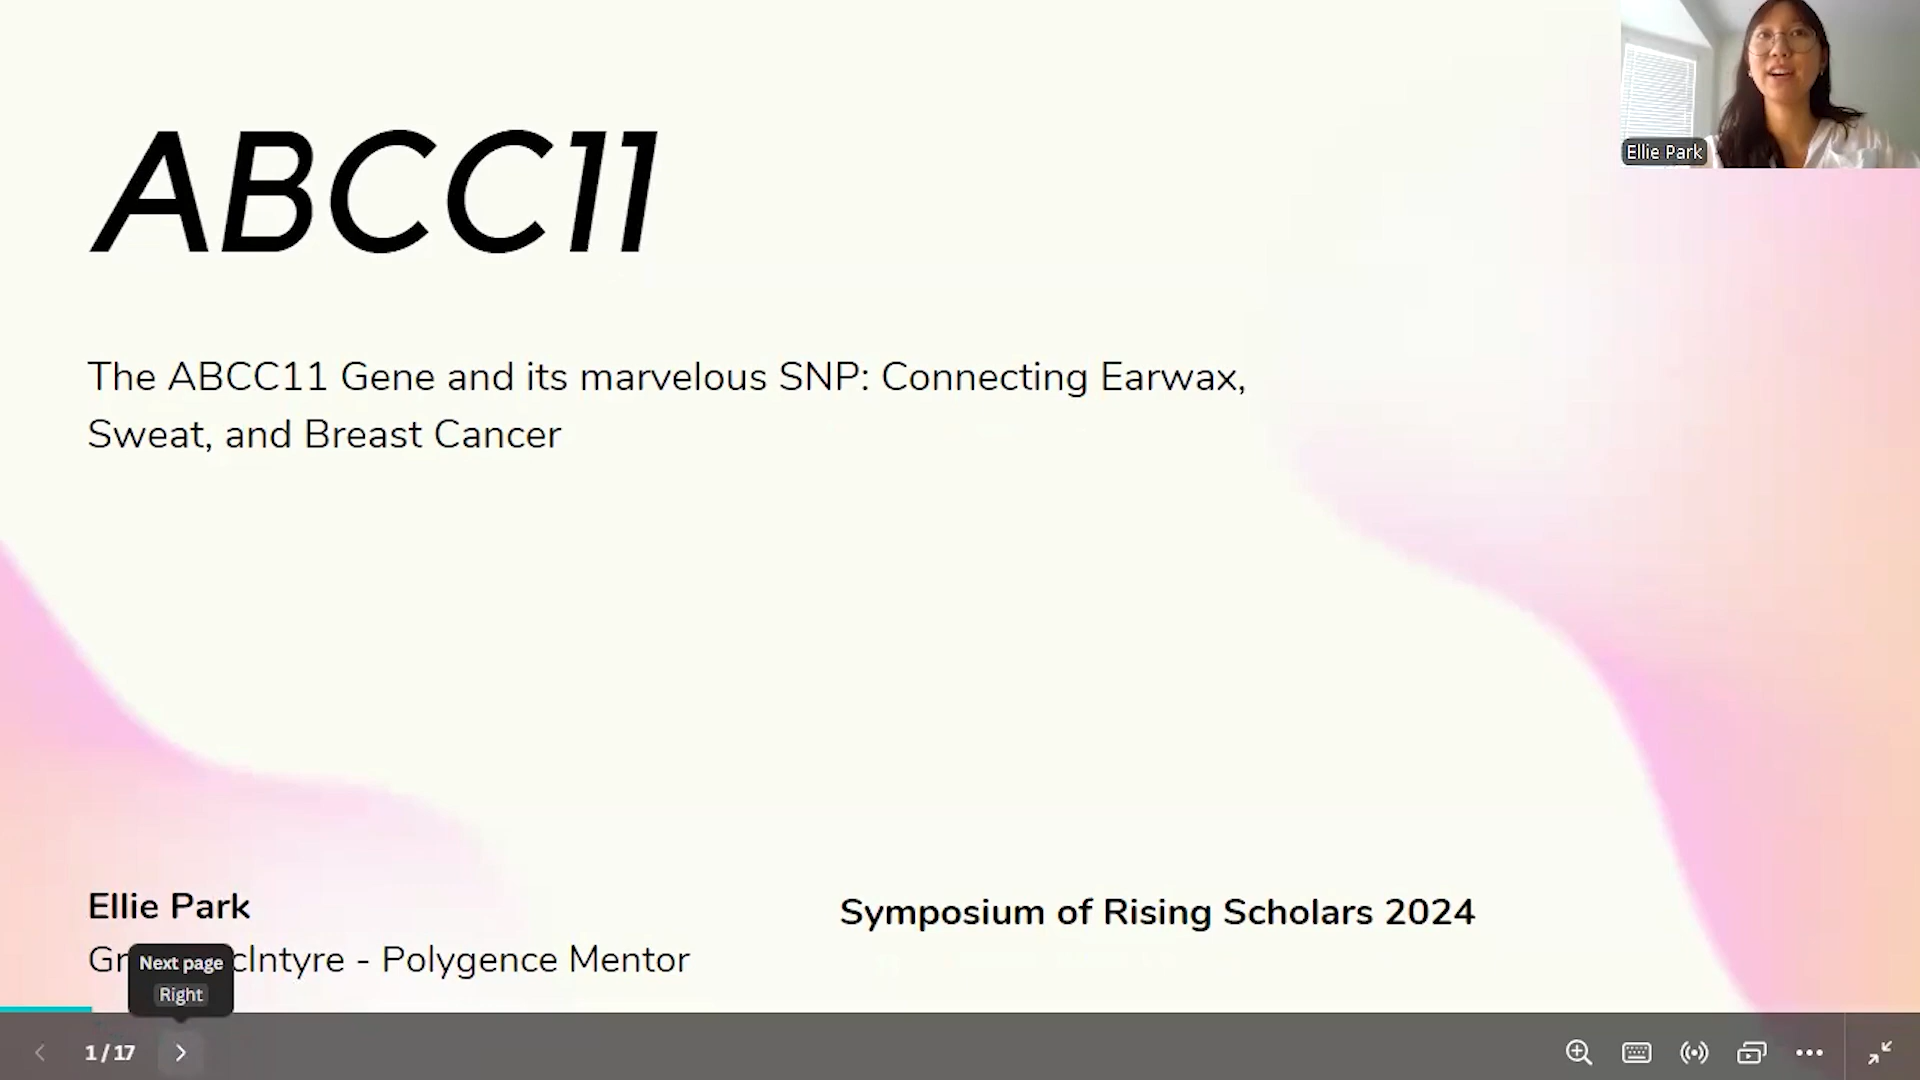 ABCC11
Ellie Park
The ABCC11 Gene and its marvelous SNP: Connecting Earwax,
Sweat, and Breast Cancer
Ellie Park
Symposium of Rising Scholars 2024
- Polygence Mentor
Next page
Right
1 / 17